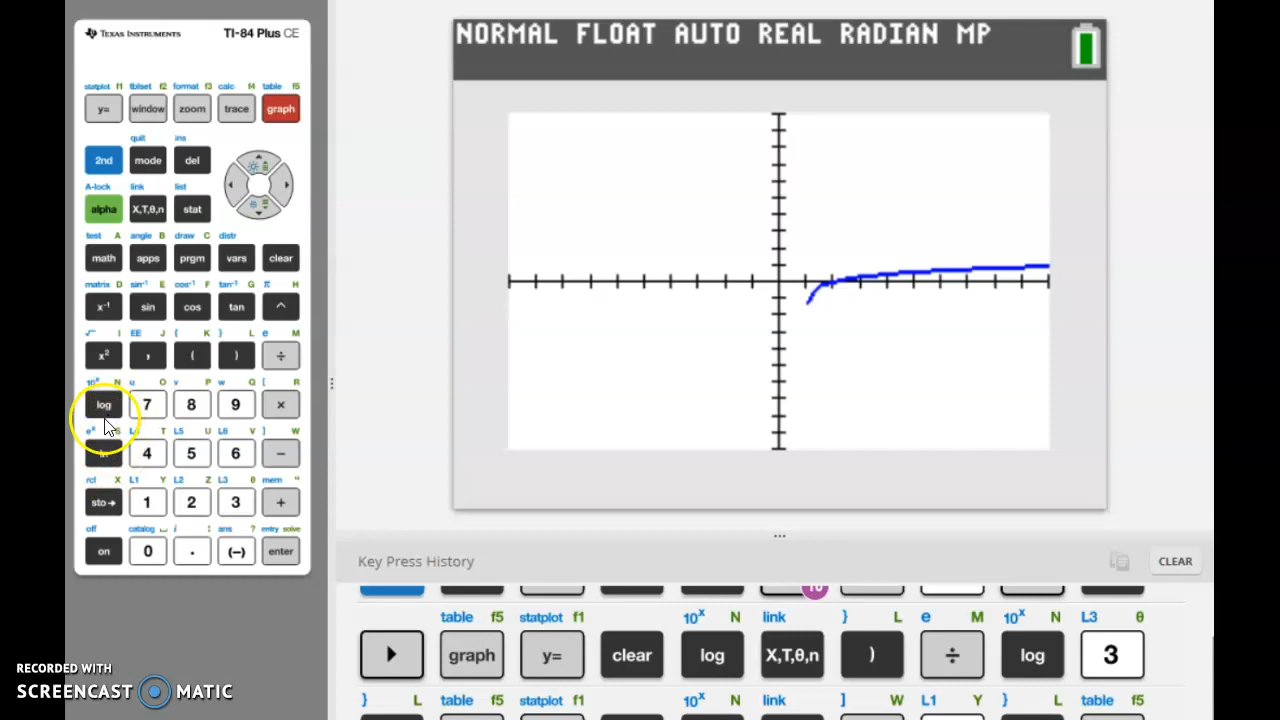 TEXAS INSTRUMENTS TI-84 Plus CE
NORMAL FLOAT AUTO REAL RADIAN MP
statplot f1 tblset f2 format f3 calc f4 table f5
y= window zoom trace graph
quit ins
2nd mode del
A-lock link list
alpha X,T,θ,n stat
test A angle B draw C distr
math apps prgm vars clear
matrix D sin⁻¹ E cos⁻¹ F tan⁻¹ G π H
x⁻¹ sin cos tan ^
√ I EE J { K } L e M
x² , ( ) ÷
10ˣ N u O v P w Q [ R
log 7 8 9 ×
eˣ S T L5 U L6 V ] W
ln 4 5 6 −
rcl X L1 Y L2 Z L3 θ mem "
sto→ 1 2 3 +
off catalog i : ans ? entry solve
on 0 . (−) enter
Key Press History CLEAR
table f5 statplot f1 10ˣ N link } L e M 10ˣ N L3 θ
graph y= clear log X,T,θ,n ) ÷ log 3
} L table f5 statplot f1 10ˣ N link ] W L1 Y } L table f5
RECORDED WITH
SCREENCAST MATIC